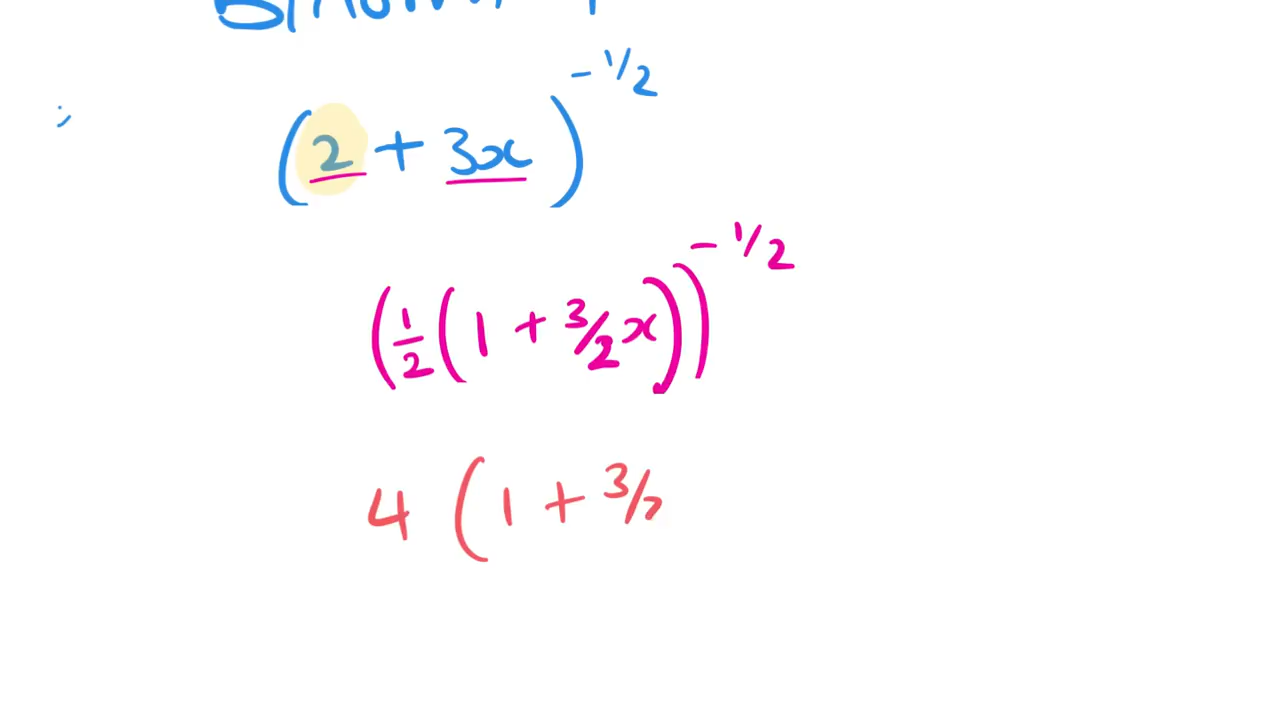 (2 + 3x)^{-1/2}
(1/2(1 + 3/2x))^{-1/2}
4 (1 + 3/